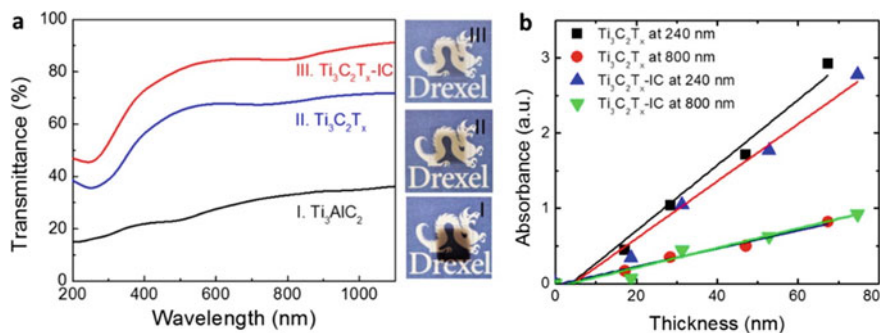 a
Transmittance (%)
100
80
60
40
20
0
III. Ti₃C₂Tₓ-IC
II. Ti₃C₂Tₓ
I. Ti₃AlC₂
200 400 600 800 1000
Wavelength (nm)
III
Drexel
II
Drexel
I
Drexel
b
Absorbance (a.u.)
3
2
1
0
Ti₃C₂Tₓ at 240 nm
Ti₃C₂Tₓ at 800 nm
Ti₃C₂Tₓ-IC at 240 nm
Ti₃C₂Tₓ-IC at 800 nm
0 20 40 60 80
Thickness (nm)